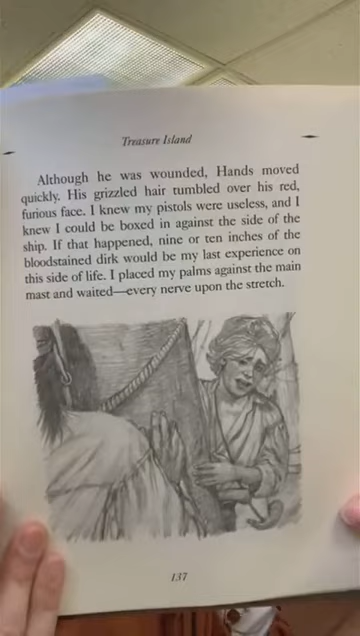 Treasure Island
Although he was wounded, Hands moved
quickly. His grizzled hair tumbled over his red,
furious face. I knew my pistols were useless, and I
knew I could be boxed in against the side of the
ship. If that happened, nine or ten inches of the
bloodstained dirk would be my last experience on
this side of life. I placed my palms against the main
mast and waited—every nerve upon the stretch.
137